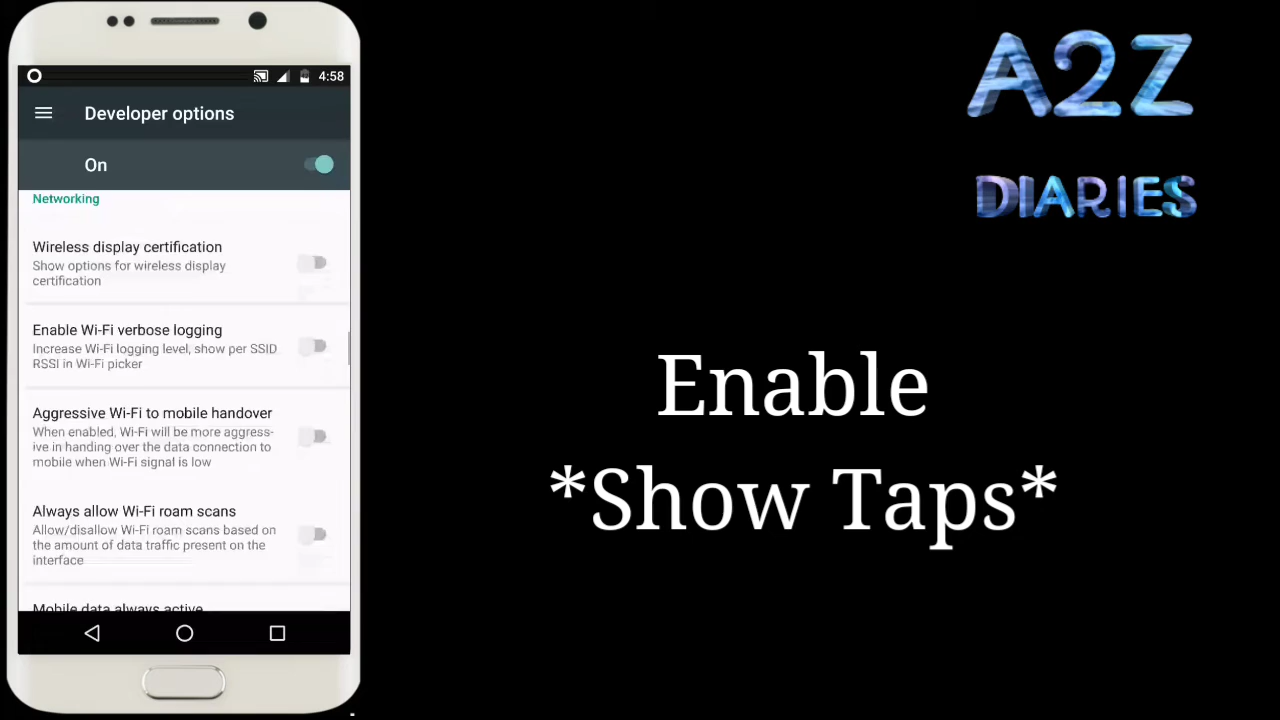 4:58
Developer options
On
Networking
Wireless display certification
Show options for wireless display
certification
Enable Wi-Fi verbose logging
Increase Wi-Fi logging level, show per SSID
RSSI in Wi-Fi picker
Aggressive Wi-Fi to mobile handover
When enabled, Wi-Fi will be more aggress-
ive in handing over the data connection to
mobile when Wi-Fi signal is low
Always allow Wi-Fi roam scans
Allow/disallow Wi-Fi roam scans based on
the amount of data traffic present on the
interface
Mobile data always active
A2Z
DIARIES
Enable
*Show Taps*